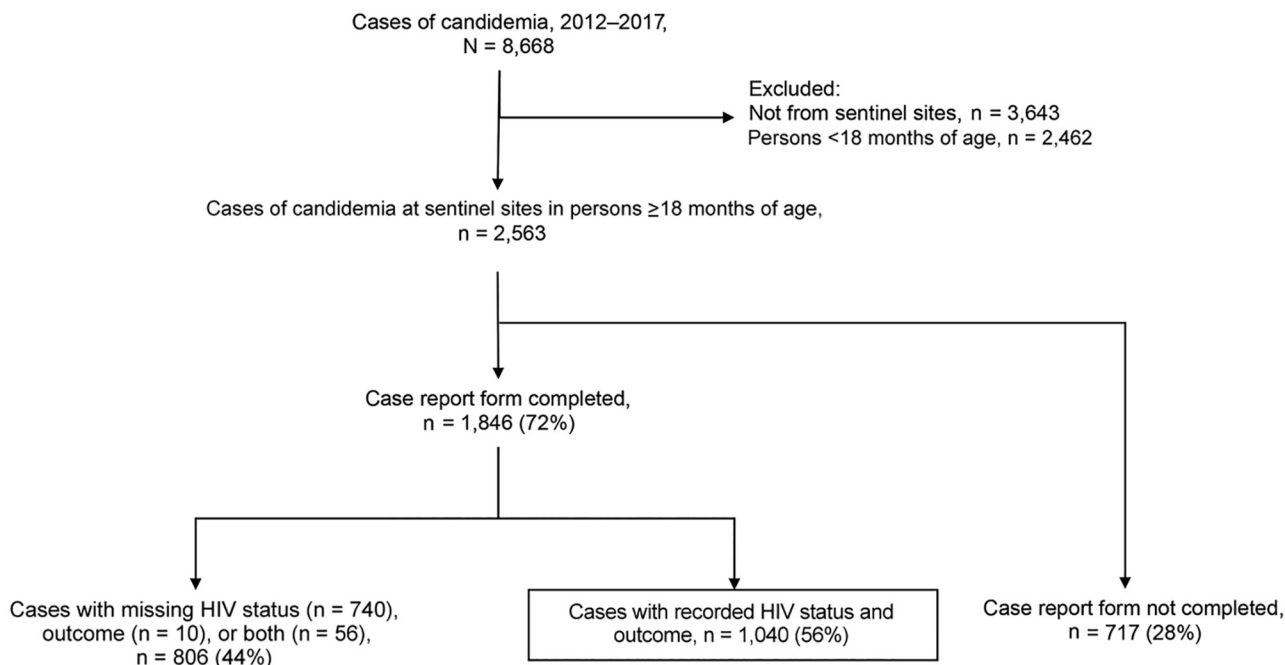 Cases of candidemia, 2012–2017,
N = 8,668
Excluded:
Not from sentinel sites, n = 3,643
Persons <18 months of age, n = 2,462
Cases of candidemia at sentinel sites in persons ≥18 months of age,
n = 2,563
Case report form completed,
n = 1,846 (72%)
Cases with missing HIV status (n = 740),
outcome (n = 10), or both (n = 56),
n = 806 (44%)
Cases with recorded HIV status and
outcome, n = 1,040 (56%)
Case report form not completed,
n = 717 (28%)